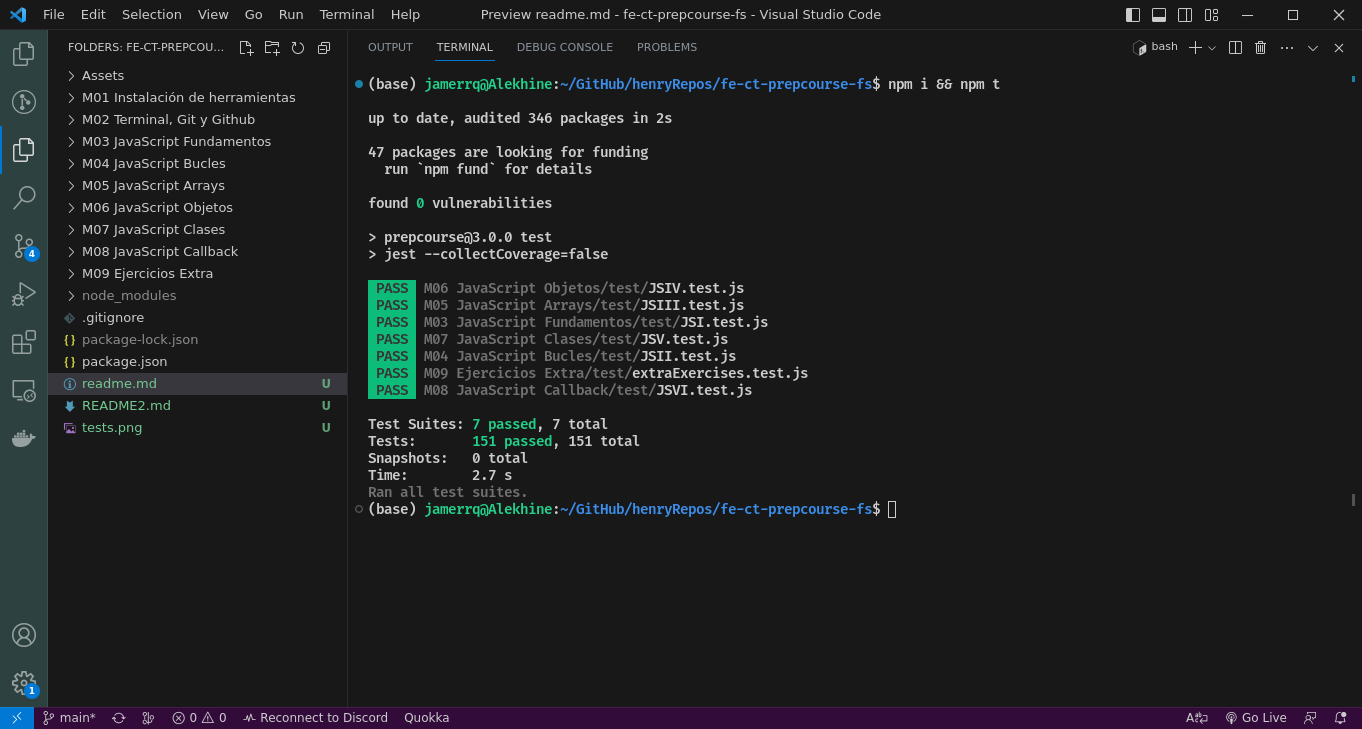 File Edit Selection View Go Run Terminal Help Preview readme.md - fe-ct-prepcourse-fs - Visual Studio Code
FOLDERS: FE-CT-PREPCOU...
Assets
M01 Instalación de herramientas
M02 Terminal, Git y Github
M03 JavaScript Fundamentos
M04 JavaScript Bucles
M05 JavaScript Arrays
M06 JavaScript Objetos
M07 JavaScript Clases
M08 JavaScript Callback
M09 Ejercicios Extra
node_modules
.gitignore
package-lock.json
package.json
readme.md U
README2.md U
tests.png U
4
1
OUTPUT TERMINAL DEBUG CONSOLE PROBLEMS bash
(base) jamerrq@Alekhine:~/GitHub/henryRepos/fe-ct-prepcourse-fs$ npm i && npm t
up to date, audited 346 packages in 2s
47 packages are looking for funding
run `npm fund` for details
found 0 vulnerabilities
> prepcourse@3.0.0 test
> jest --collectCoverage=false
PASS M06 JavaScript Objetos/test/JSIV.test.js
PASS M05 JavaScript Arrays/test/JSIII.test.js
PASS M03 JavaScript Fundamentos/test/JSI.test.js
PASS M07 JavaScript Clases/test/JSV.test.js
PASS M04 JavaScript Bucles/test/JSII.test.js
PASS M09 Ejercicios Extra/test/extraExercises.test.js
PASS M08 JavaScript Callback/test/JSVI.test.js
Test Suites: 7 passed, 7 total
Tests: 151 passed, 151 total
Snapshots: 0 total
Time: 2.7 s
Ran all test suites.
(base) jamerrq@Alekhine:~/GitHub/henryRepos/fe-ct-prepcourse-fs$
main* 0 0 Reconnect to Discord Quokka Go Live